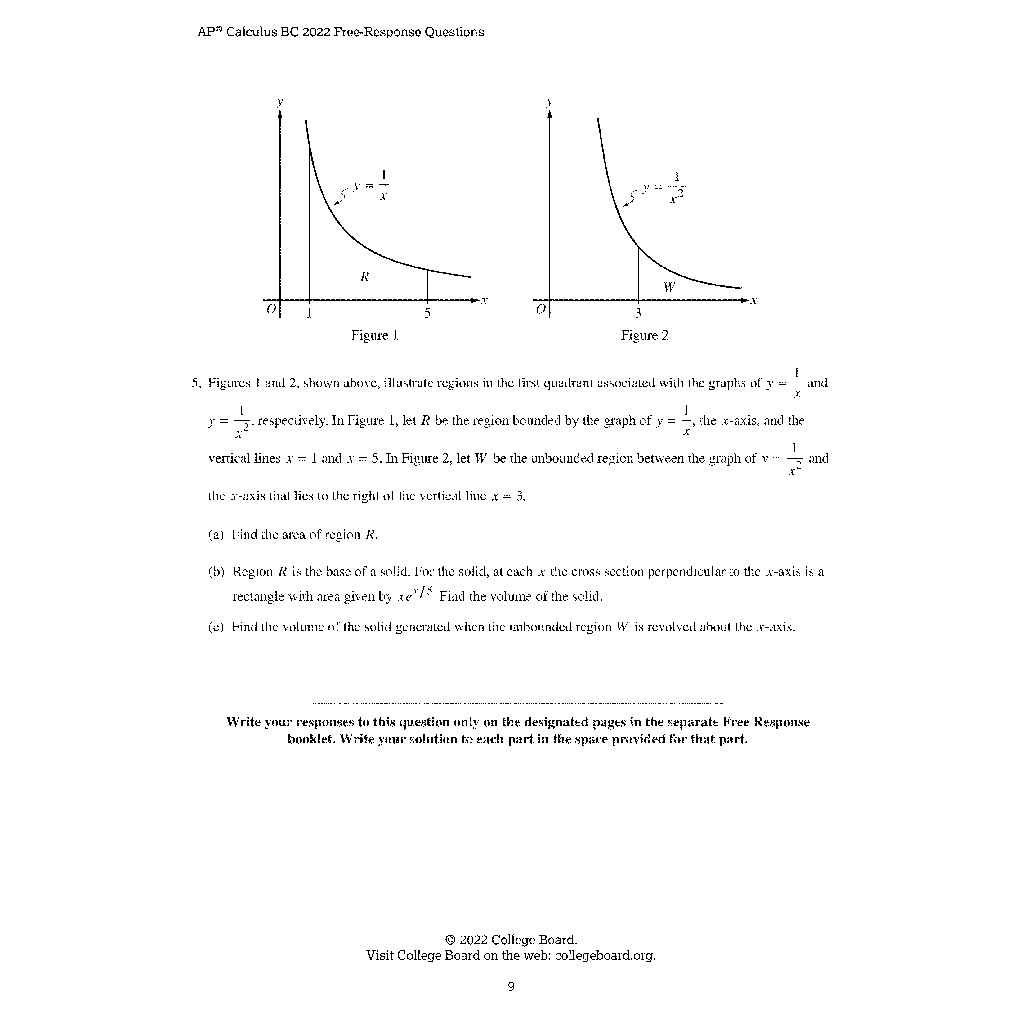 AP® Calculus BC 2022 Free-Response Questions
y
y
y = 1/x
y = 1/x²
R
W
O 1 5 x
O 3 x
Figure 1
Figure 2
5. Figures 1 and 2, shown above, illustrate regions in the first quadrant associated with the graphs of y = 1/x and
y = 1/x², respectively. In Figure 1, let R be the region bounded by the graph of y = 1/x, the x-axis, and the
vertical lines x = 1 and x = 5. In Figure 2, let W be the unbounded region between the graph of y = 1/x² and
the x-axis that lies to the right of the vertical line x = 3.
(a) Find the area of region R.
(b) Region R is the base of a solid. For the solid, at each x the cross section perpendicular to the x-axis is a
rectangle with area given by xe^(x/5). Find the volume of the solid.
(c) Find the volume of the solid generated when the unbounded region W is revolved about the x-axis.
Write your responses to this question only on the designated pages in the separate Free Response
booklet. Write your solution to each part in the space provided for that part.
© 2022 College Board.
Visit College Board on the web: collegeboard.org.
9